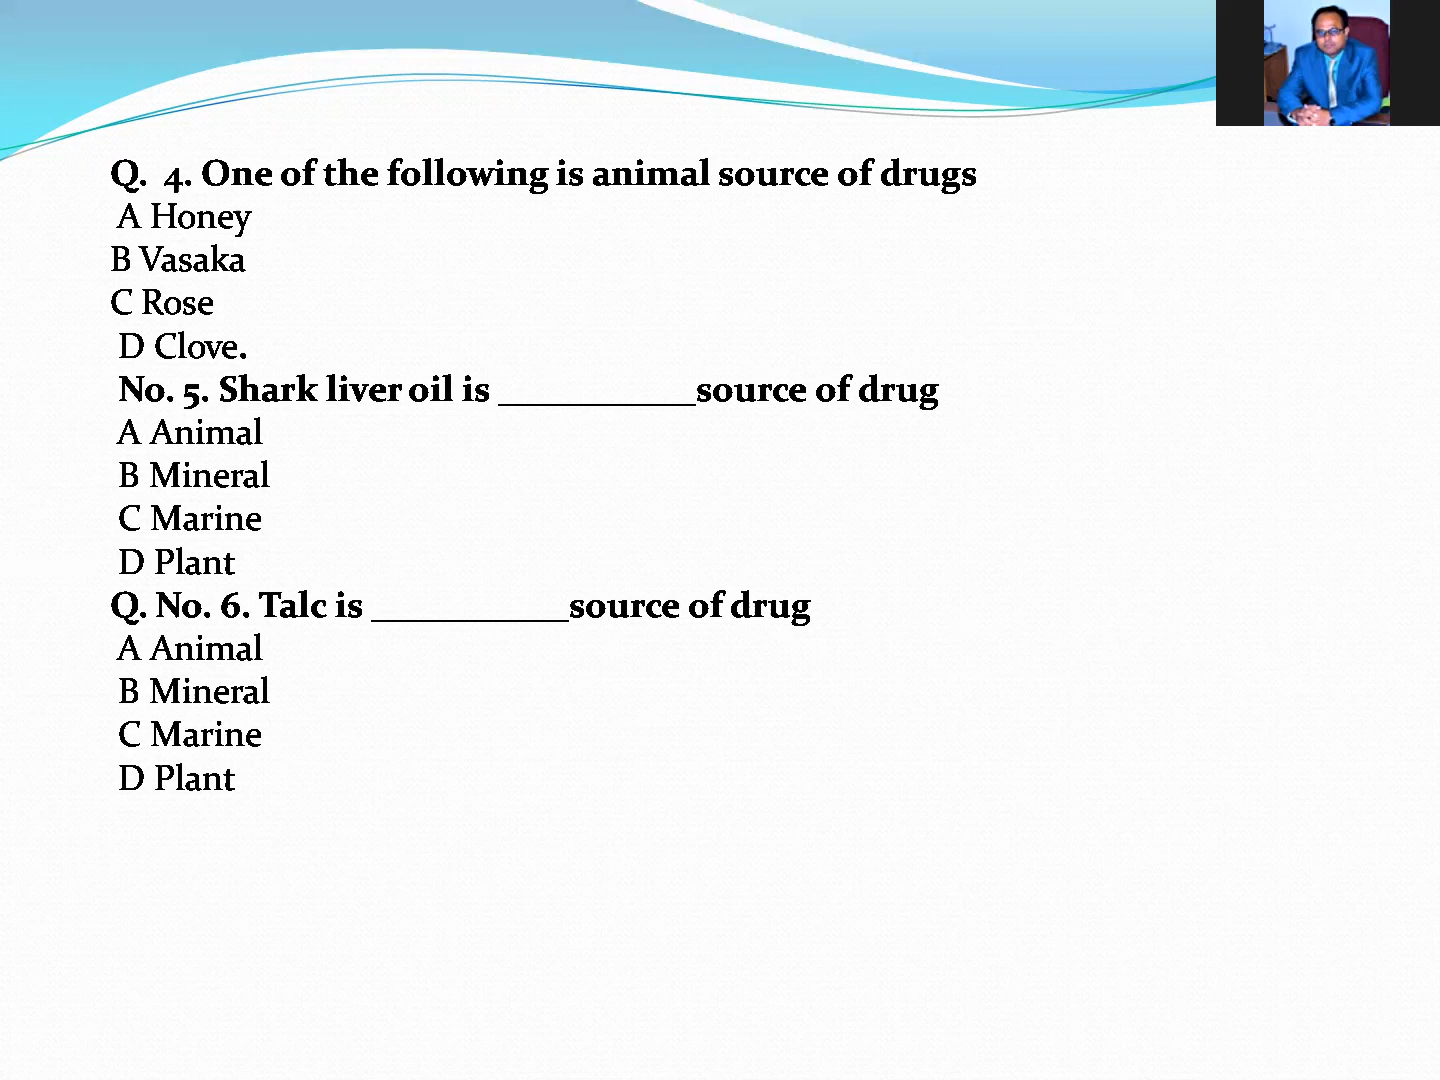 Q. 4. One of the following is animal source of drugs
A Honey
B Vasaka
C Rose
D Clove.
No. 5. Shark liver oil is ___________source of drug
A Animal
B Mineral
C Marine
D Plant
Q. No. 6. Talc is ___________source of drug
A Animal
B Mineral
C Marine
D Plant